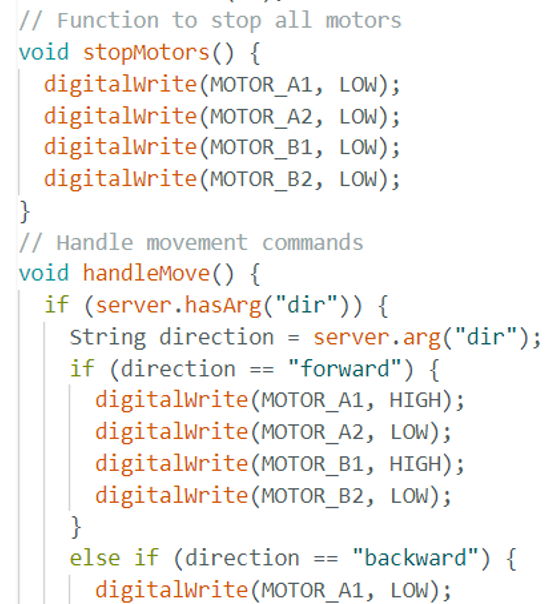 // Function to stop all motors
void stopMotors() {
  digitalWrite(MOTOR_A1, LOW);
  digitalWrite(MOTOR_A2, LOW);
  digitalWrite(MOTOR_B1, LOW);
  digitalWrite(MOTOR_B2, LOW);
}
// Handle movement commands
void handleMove() {
  if (server.hasArg("dir")) {
    String direction = server.arg("dir");
    if (direction == "forward") {
      digitalWrite(MOTOR_A1, HIGH);
      digitalWrite(MOTOR_A2, LOW);
      digitalWrite(MOTOR_B1, HIGH);
      digitalWrite(MOTOR_B2, LOW);
    }
    else if (direction == "backward") {
      digitalWrite(MOTOR_A1, LOW);